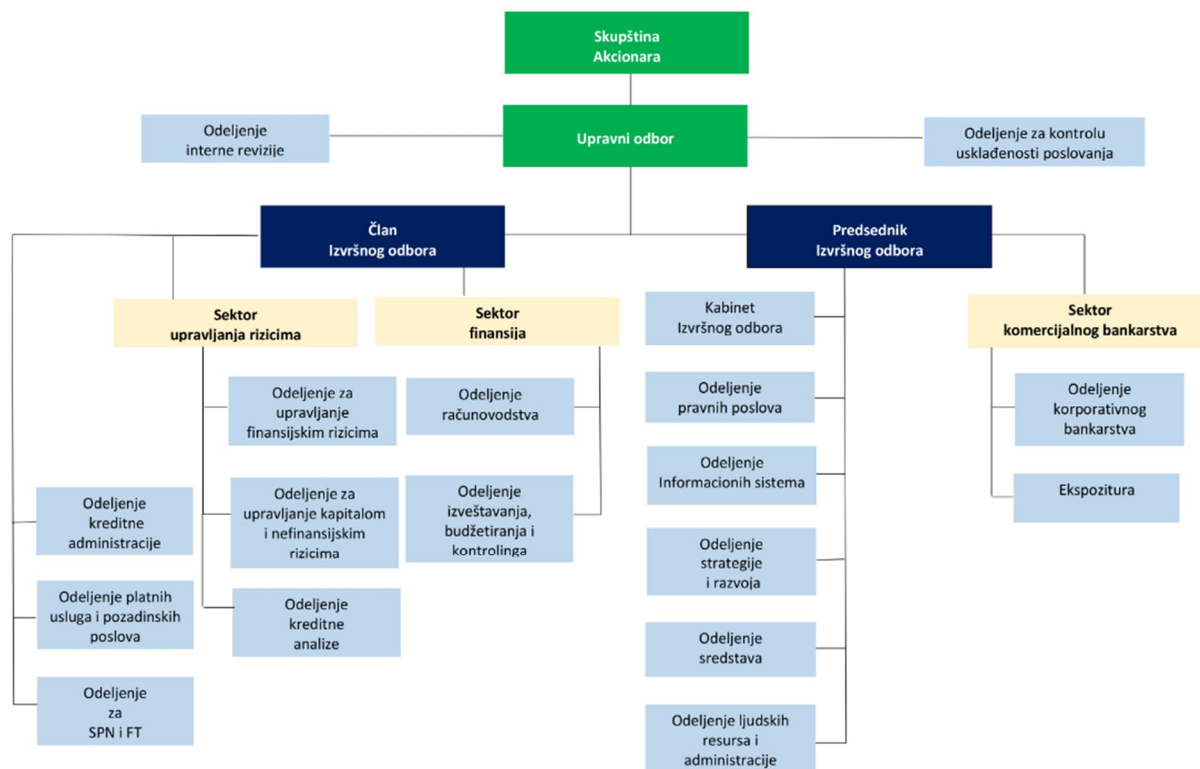 Skupština
Akcionara
Odeljenje
interne revizije
Upravni odbor
Odeljenje za kontrolu
usklađenosti poslovanja
Član
Izvršnog odbora
Predsednik
Izvršnog odbora
Sektor
upravljanja rizicima
Sektor
finansija
Kabinet
Izvršnog odbora
Sektor
komercijalnog bankarstva
Odeljenje za
upravljanje
finansijskim rizicima
Odeljenje
računovodstva
Odeljenje
pravnih poslova
Odeljenje
korporativnog
bankarstva
Odeljenje
kreditne
administracije
Odeljenje za
upravljanje kapitalom
i nefinansijskim
rizicima
Odeljenje
izveštavanja,
budžetiranja i
kontrolinga
Odeljenje
Informacionih sistema
Ekspozitura
Odeljenje
strategije
i razvoja
Odeljenje platnih
usluga i pozadinskih
poslova
Odeljenje
kreditne
analize
Odeljenje
sredstava
Odeljenje
za
SPN i FT
Odeljenje ljudskih
resursa i
administracije